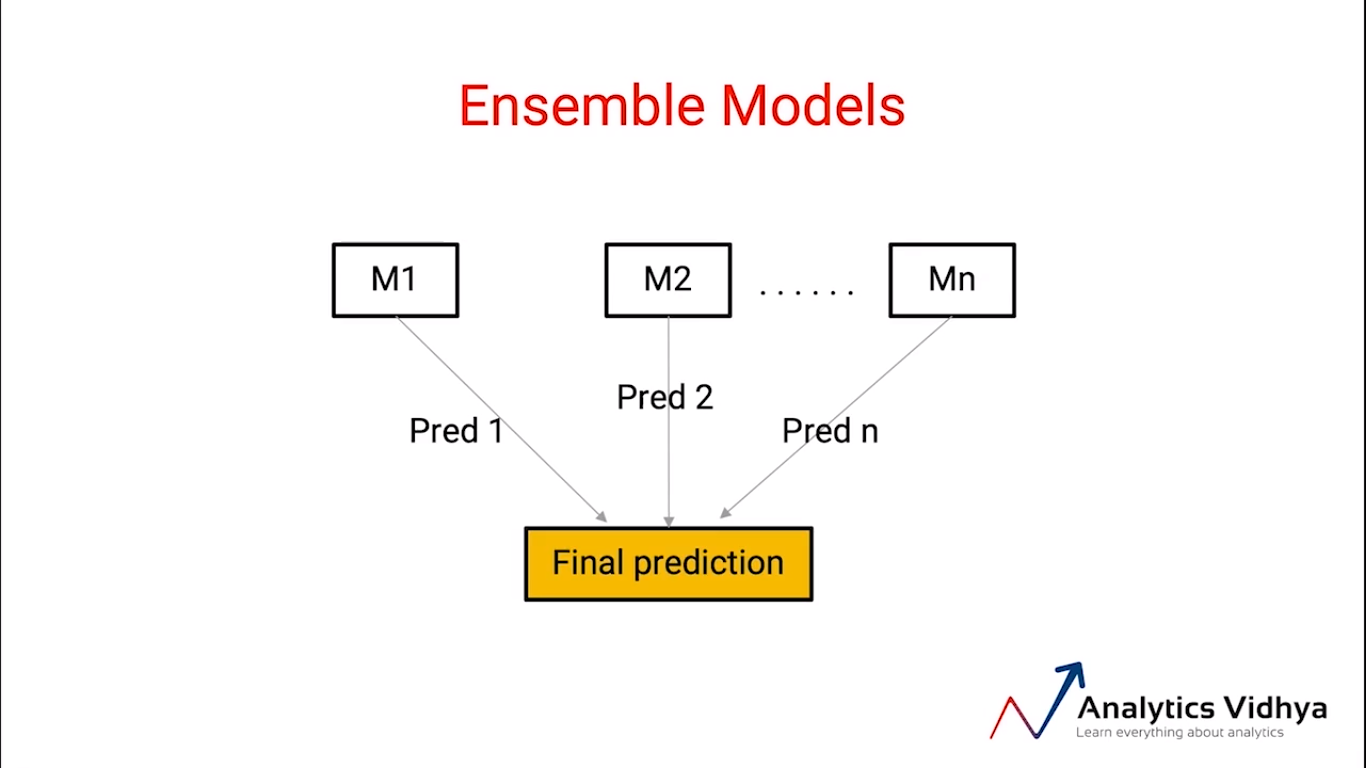 Ensemble Models
M1
M2
......
Mn
Pred 1
Pred 2
Pred n
Final prediction
Analytics Vidhya
Learn everything about analytics